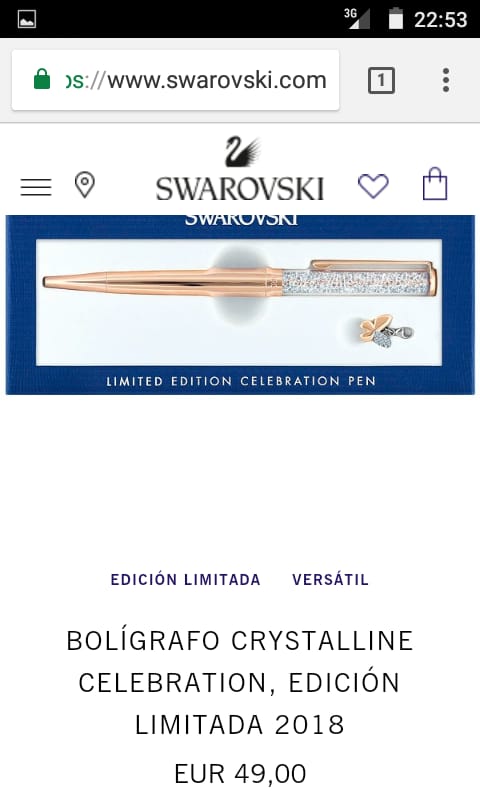 3G 22:53
ps://www.swarovski.com 1
SWAROVSKI
SWAROVSKI
LIMITED EDITION CELEBRATION PEN
EDICIÓN LIMITADA VERSÁTIL
BOLÍGRAFO CRYSTALLINE
CELEBRATION, EDICIÓN
LIMITADA 2018
EUR 49,00